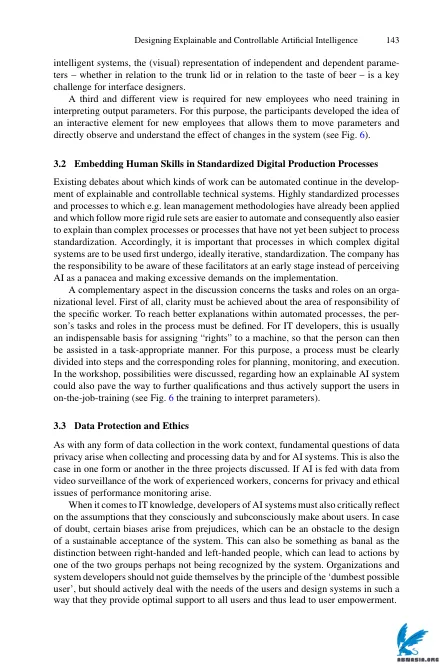 Designing Explainable and Controllable Artificial Intelligence 143
intelligent systems, the (visual) representation of independent and dependent parame-
ters – whether in relation to the trunk lid or in relation to the taste of beer – is a key
challenge for interface designers.
A third and different view is required for new employees who need training in
interpreting output parameters. For this purpose, the participants developed the idea of
an interactive element for new employees that allows them to move parameters and
directly observe and understand the effect of changes in the system (see Fig. 6).
3.2 Embedding Human Skills in Standardized Digital Production Processes
Existing debates about which kinds of work can be automated continue in the develop-
ment of explainable and controllable technical systems. Highly standardized processes
and processes to which e.g. lean management methodologies have already been applied
and which follow more rigid rule sets are easier to automate and consequently also easier
to explain than complex processes or processes that have not yet been subject to process
standardization. Accordingly, it is important that processes in which complex digital
systems are to be used first undergo, ideally iterative, standardization. The company has
the responsibility to be aware of these facilitators at an early stage instead of perceiving
AI as a panacea and making excessive demands on the implementation.
A complementary aspect in the discussion concerns the tasks and roles on an orga-
nizational level. First of all, clarity must be achieved about the area of responsibility of
the specific worker. To reach better explanations within automated processes, the per-
son's tasks and roles in the process must be defined. For IT developers, this is usually
an indispensable basis for assigning “rights” to a machine, so that the person can then
be assisted in a task-appropriate manner. For this purpose, a process must be clearly
divided into steps and the corresponding roles for planning, monitoring, and execution.
In the workshop, possibilities were discussed, regarding how an explainable AI system
could also pave the way to further qualifications and thus actively support the users in
on-the-job-training (see Fig. 6 the training to interpret parameters).
3.3 Data Protection and Ethics
As with any form of data collection in the work context, fundamental questions of data
privacy arise when collecting and processing data by and for AI systems. This is also the
case in one form or another in the three projects discussed. If AI is fed with data from
video surveillance of the work of experienced workers, concerns for privacy and ethical
issues of performance monitoring arise.
When it comes to IT knowledge, developers of AI systems must also critically reflect
on the assumptions that they consciously and subconsciously make about users. In case
of doubt, certain biases arise from prejudices, which can be an obstacle to the design
of a sustainable acceptance of the system. This can also be something as banal as the
distinction between right-handed and left-handed people, which can lead to actions by
one of the two groups perhaps not being recognized by the system. Organizations and
system developers should not guide themselves by the principle of the ‘dumbest possible
user’, but should actively deal with the needs of the users and design systems in such a
way that they provide optimal support to all users and thus lead to user empowerment.